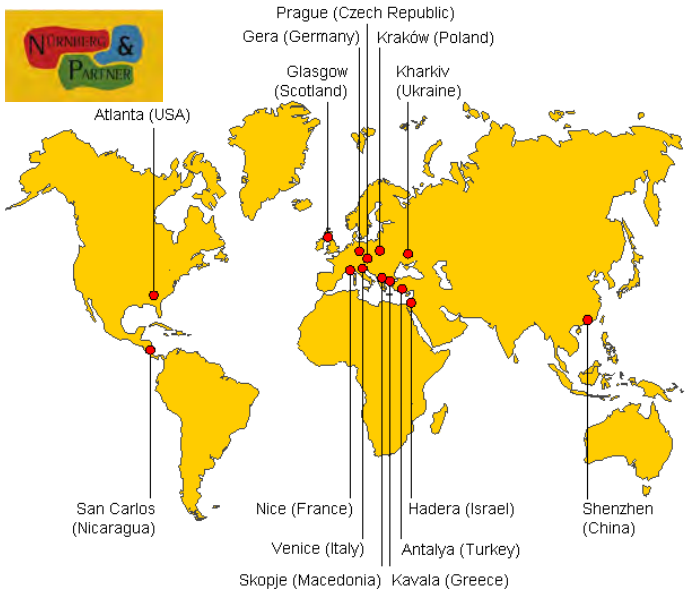 Prague (Czech Republic)
NÜRNBERG &
PARTNER
Gera (Germany)
Kraków (Poland)
Glasgow
(Scotland)
Kharkiv
(Ukraine)
Atlanta (USA)
San Carlos
(Nicaragua)
Nice (France)
Hadera (Israel)
Shenzhen
(China)
Venice (Italy)
Antalya (Turkey)
Skopje (Macedonia)
Kavala (Greece)